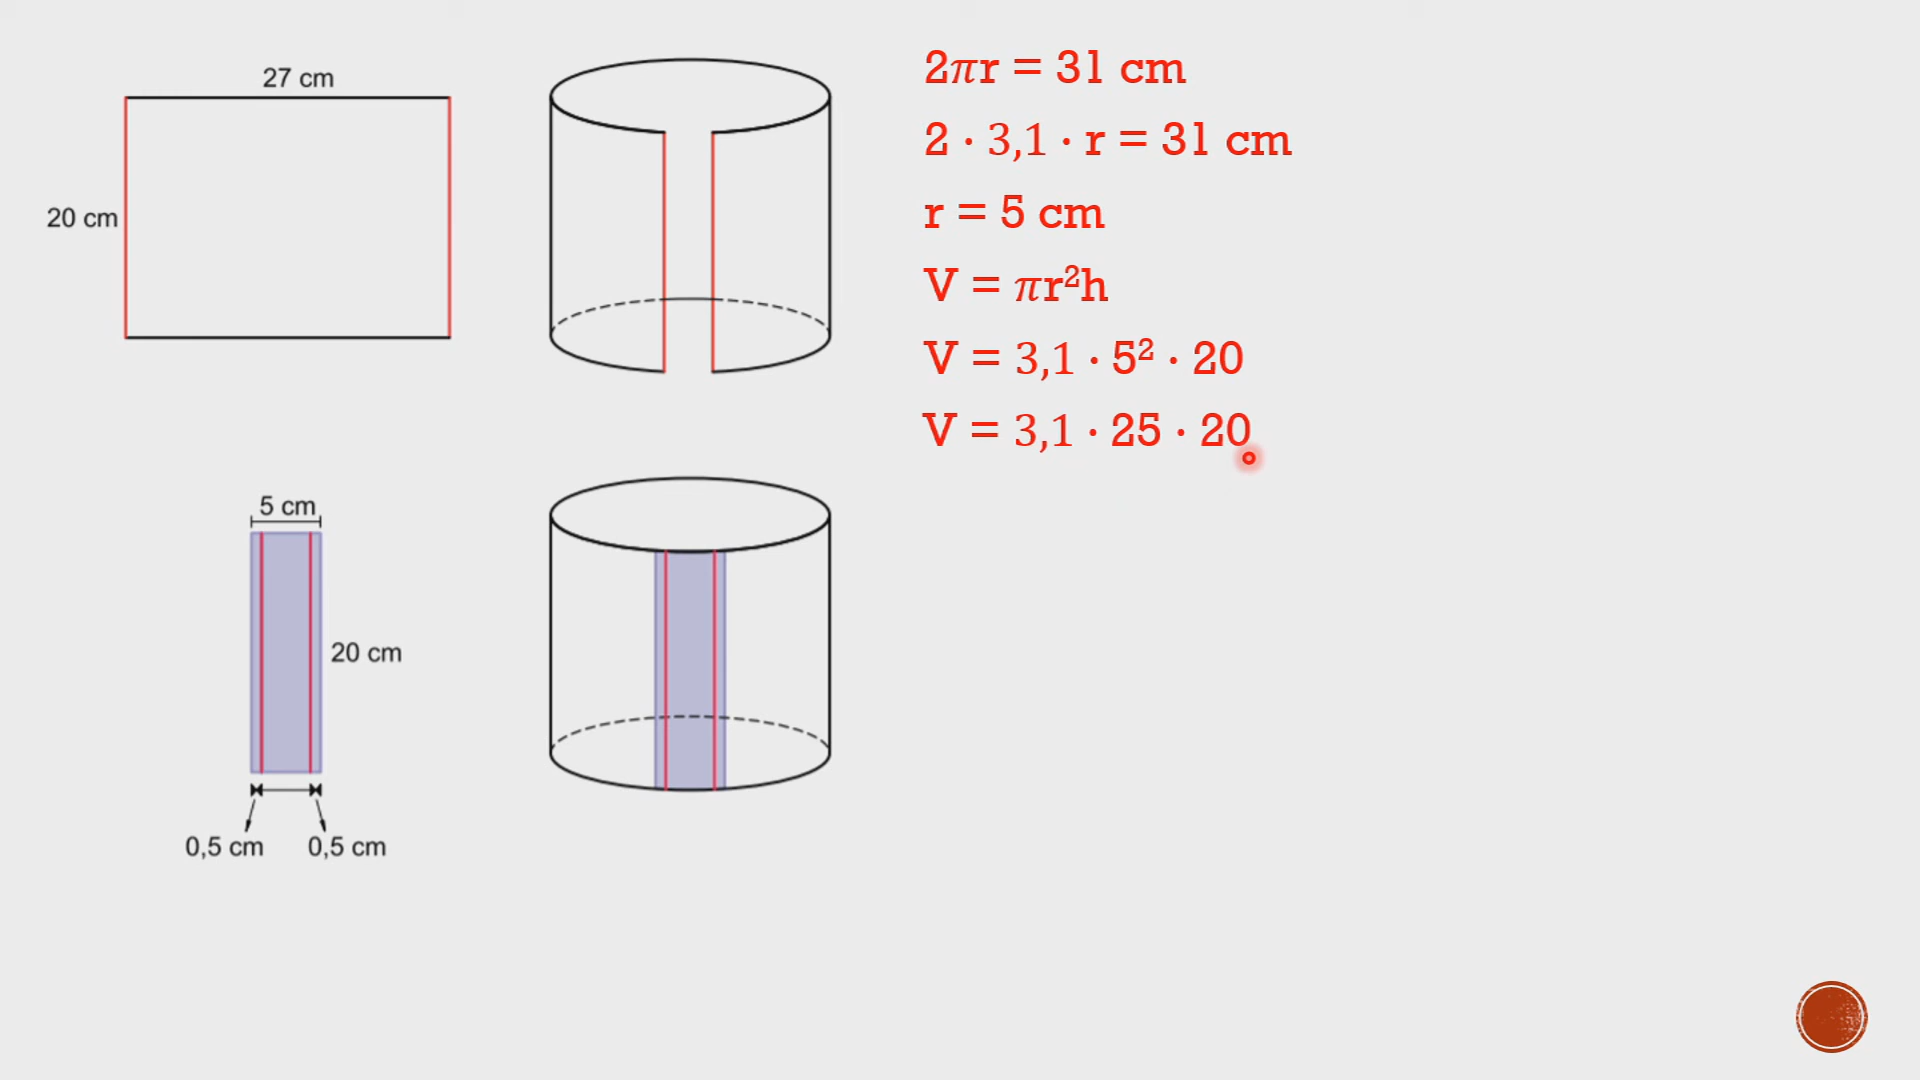 27 cm
20 cm
2πr = 31 cm
2 · 3,1 · r = 31 cm
r = 5 cm
V = πr²h
V = 3,1 · 5² · 20
V = 3,1 · 25 · 20
5 cm
20 cm
0,5 cm 0,5 cm